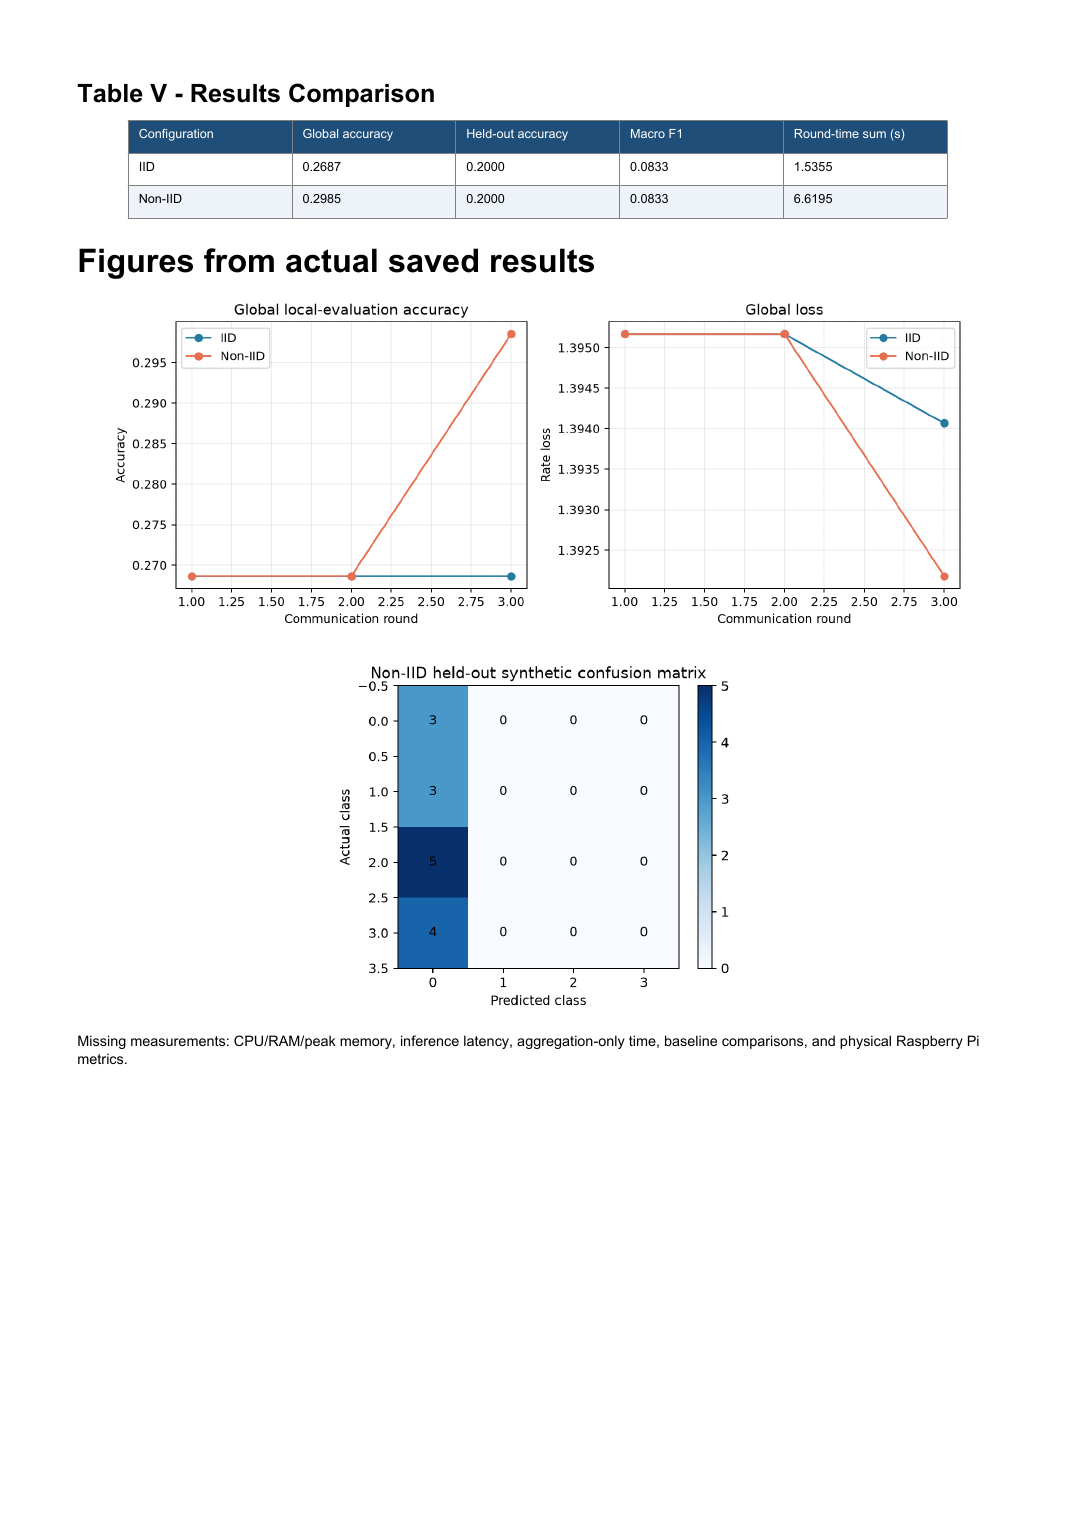 Table V - Results Comparison
Configuration Global accuracy Held-out accuracy Macro F1 Round-time sum (s)
IID 0.2687 0.2000 0.0833 1.5355
Non-IID 0.2985 0.2000 0.0833 6.6195
Figures from actual saved results
Global local-evaluation accuracy
IID
Non-IID
0.295
0.290
0.285
0.280
0.275
0.270
Accuracy
1.00 1.25 1.50 1.75 2.00 2.25 2.50 2.75 3.00
Communication round
Global loss
IID
Non-IID
1.3950
1.3945
1.3940
1.3935
1.3930
1.3925
Rate loss
1.00 1.25 1.50 1.75 2.00 2.25 2.50 2.75 3.00
Communication round
Non-IID held-out synthetic confusion matrix
−0.5
0.0 3 0 0 0
0.5
1.0 3 0 0 0
1.5
2.0 5 0 0 0
2.5
3.0 4 0 0 0
3.5
Actual class
0 1 2 3
Predicted class
5
4
3
2
1
0
Missing measurements: CPU/RAM/peak memory, inference latency, aggregation-only time, baseline comparisons, and physical Raspberry Pi
metrics.